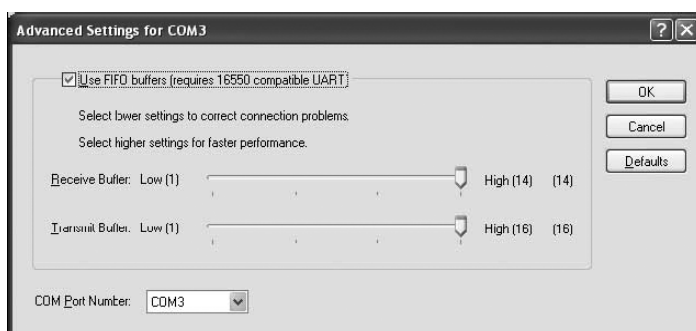 Advanced Settings for COM3
Use FIFO buffers (requires 16550 compatible UART)
OK
Select lower settings to correct connection problems.
Cancel
Select higher settings for faster performance.
Defaults
Receive Buffer: Low (1) High (14) (14)
Transmit Buffer: Low (1) High (16) (16)
COM Port Number: COM3